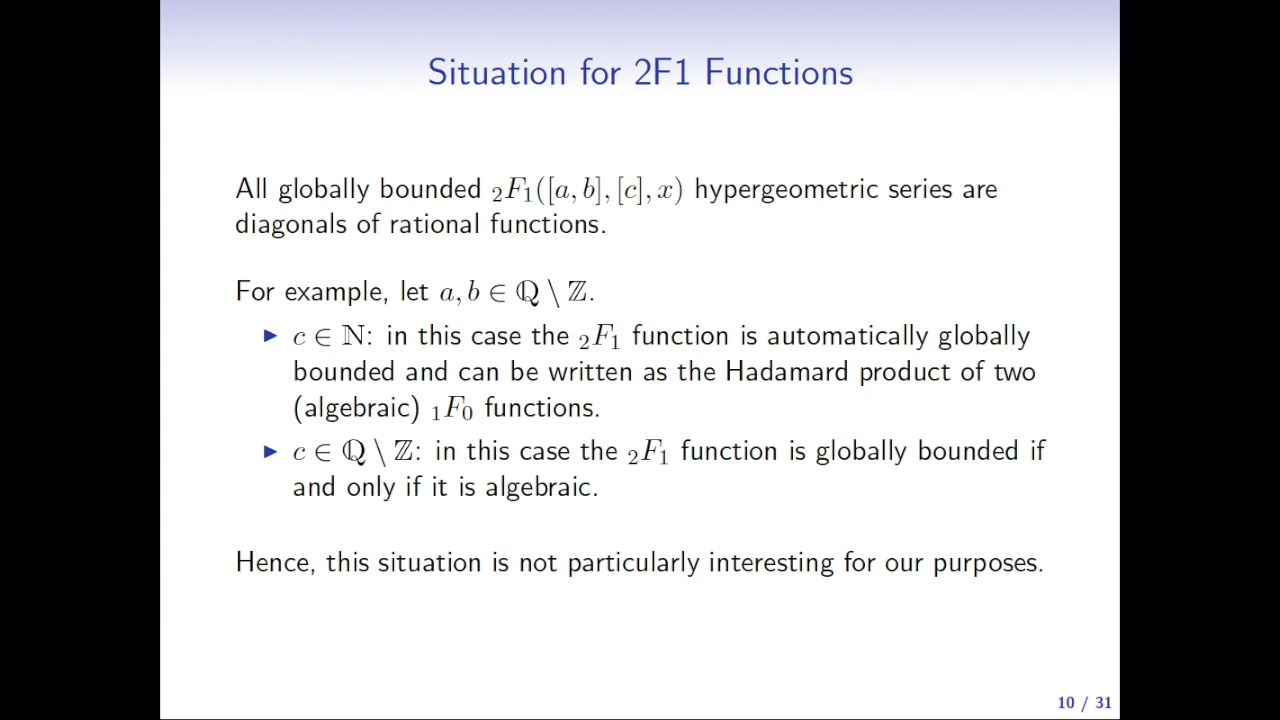 Situation for 2F1 Functions
All globally bounded ₂F₁([a, b], [c], x) hypergeometric series are
diagonals of rational functions.
For example, let a, b ∈ ℚ \ ℤ.
▶ c ∈ ℕ: in this case the ₂F₁ function is automatically globally
bounded and can be written as the Hadamard product of two
(algebraic) ₁F₀ functions.
▶ c ∈ ℚ \ ℤ: in this case the ₂F₁ function is globally bounded if
and only if it is algebraic.
Hence, this situation is not particularly interesting for our purposes.
10 / 31